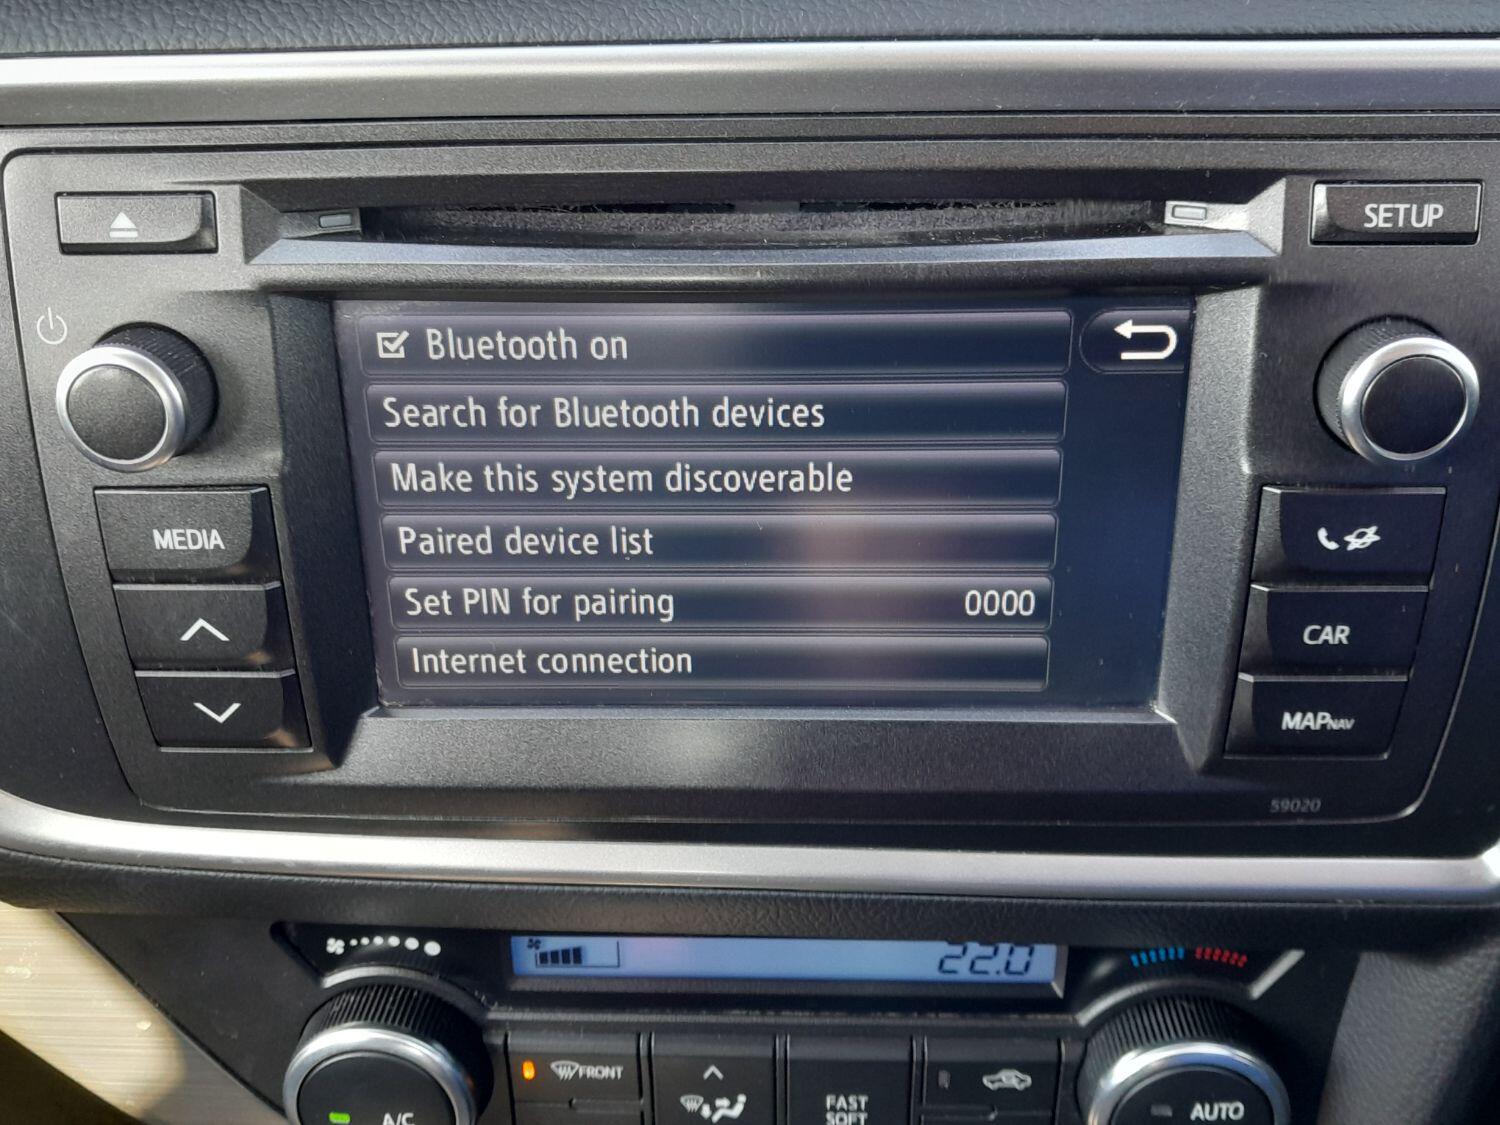 SETUP
Bluetooth on
Search for Bluetooth devices
Make this system discoverable
Paired device list
Set PIN for pairing 0000
Internet connection
MEDIA
CAR
MAPNAV
59020
22.0
FRONT
A/C
FAST
SOFT
AUTO